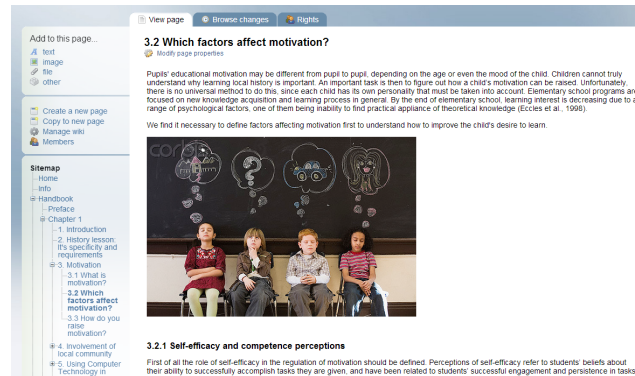 View page
Browse changes
Rights
Add to this page...
text
image
file
other
Create a new page
Copy to new page
Manage wiki
Members
Sitemap
Home
Info
Handbook
Preface
Chapter 1
1. Introduction
2. History lesson:
It's specificity and
requirements
3. Motivation
3.1 What is
motivation?
3.2 Which
factors affect
motivation?
3.3 How do you
raise
motivation?
4. Involvement of
local community
5. Using Computer
Technology in
3.2 Which factors affect motivation?
Modify page properties
Pupils' educational motivation may be different from pupil to pupil, depending on the age or even the mood of the child. Children cannot truly
understand why learning local history is important. An important task is then to figure out how a child's motivation can be raised. Unfortunately,
there is no universal method to do this, since each child has its own personality that must be taken into account. Elementary school programs are
focused on new knowledge acquisition and learning process in general. By the end of elementary school, learning interest is decreasing due to a
range of psychological factors, one of them being inability to find practical appliance of theoretical knowledge (Eccles et al., 1998).
We find it necessary to define factors affecting motivation first to understand how to improve the child's desire to learn.
corbis
3.2.1 Self-efficacy and competence perceptions
First of all the role of self-efficacy in the regulation of motivation should be defined. Perceptions of self-efficacy refer to students' beliefs about
their ability to successfully accomplish tasks they are given, and have been related to students' successful engagement and persistence in tasks